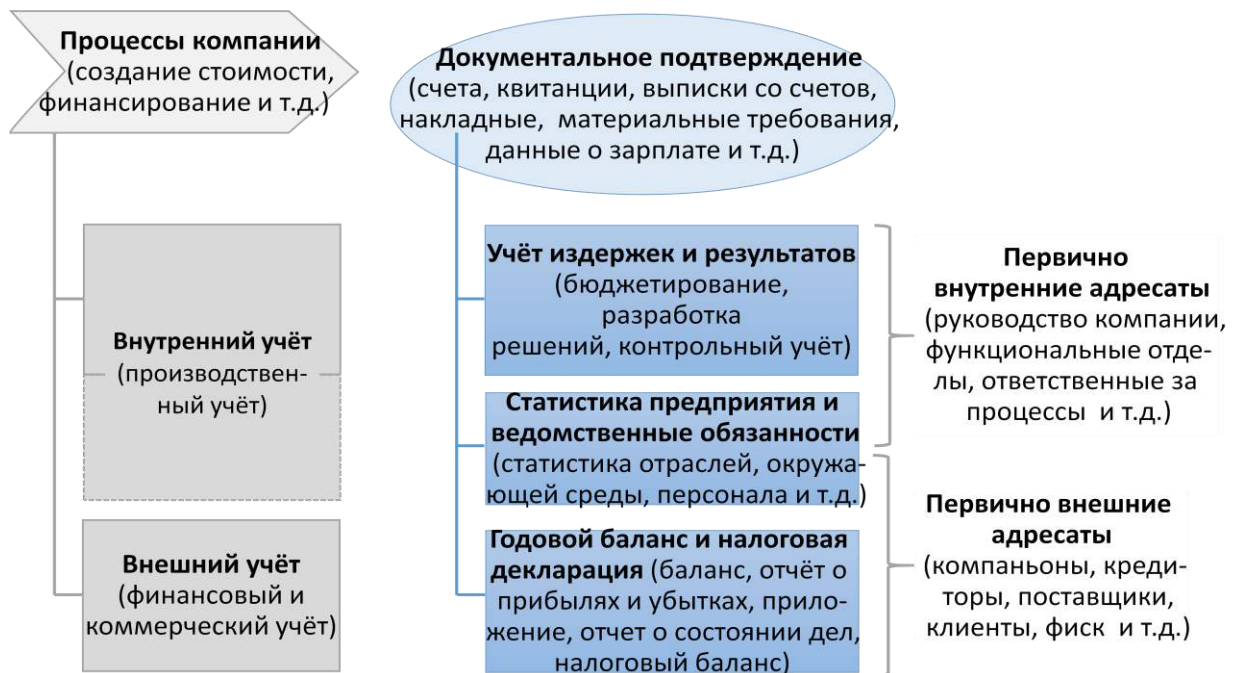 Процессы компании
(создание стоимости,
финансирование и т.д.)
Документальное подтверждение
(счета, квитанции, выписки со счетов,
накладные, материальные требования,
данные о зарплате и т.д.)
Внутренний учёт
(производствен-
ный учёт)
Внешний учёт
(финансовый и
коммерческий учёт)
Учёт издержек и результатов
(бюджетирование,
разработка
решений, контрольный учёт)
Статистика предприятия и
ведомственные обязанности
(статистика отраслей, окружа-
ющей среды, персонала и т.д.)
Годовой баланс и налоговая
декларация (баланс, отчёт о
прибылях и убытках, прило-
жение, отчет о состоянии дел,
налоговый баланс)
Первично
внутренние адресаты
(руководство компании,
функциональные отде-
лы, ответственные за
процессы и т.д.)
Первично внешние
адресаты
(компаньоны, креди-
торы, поставщики,
клиенты, фиск и т.д.)